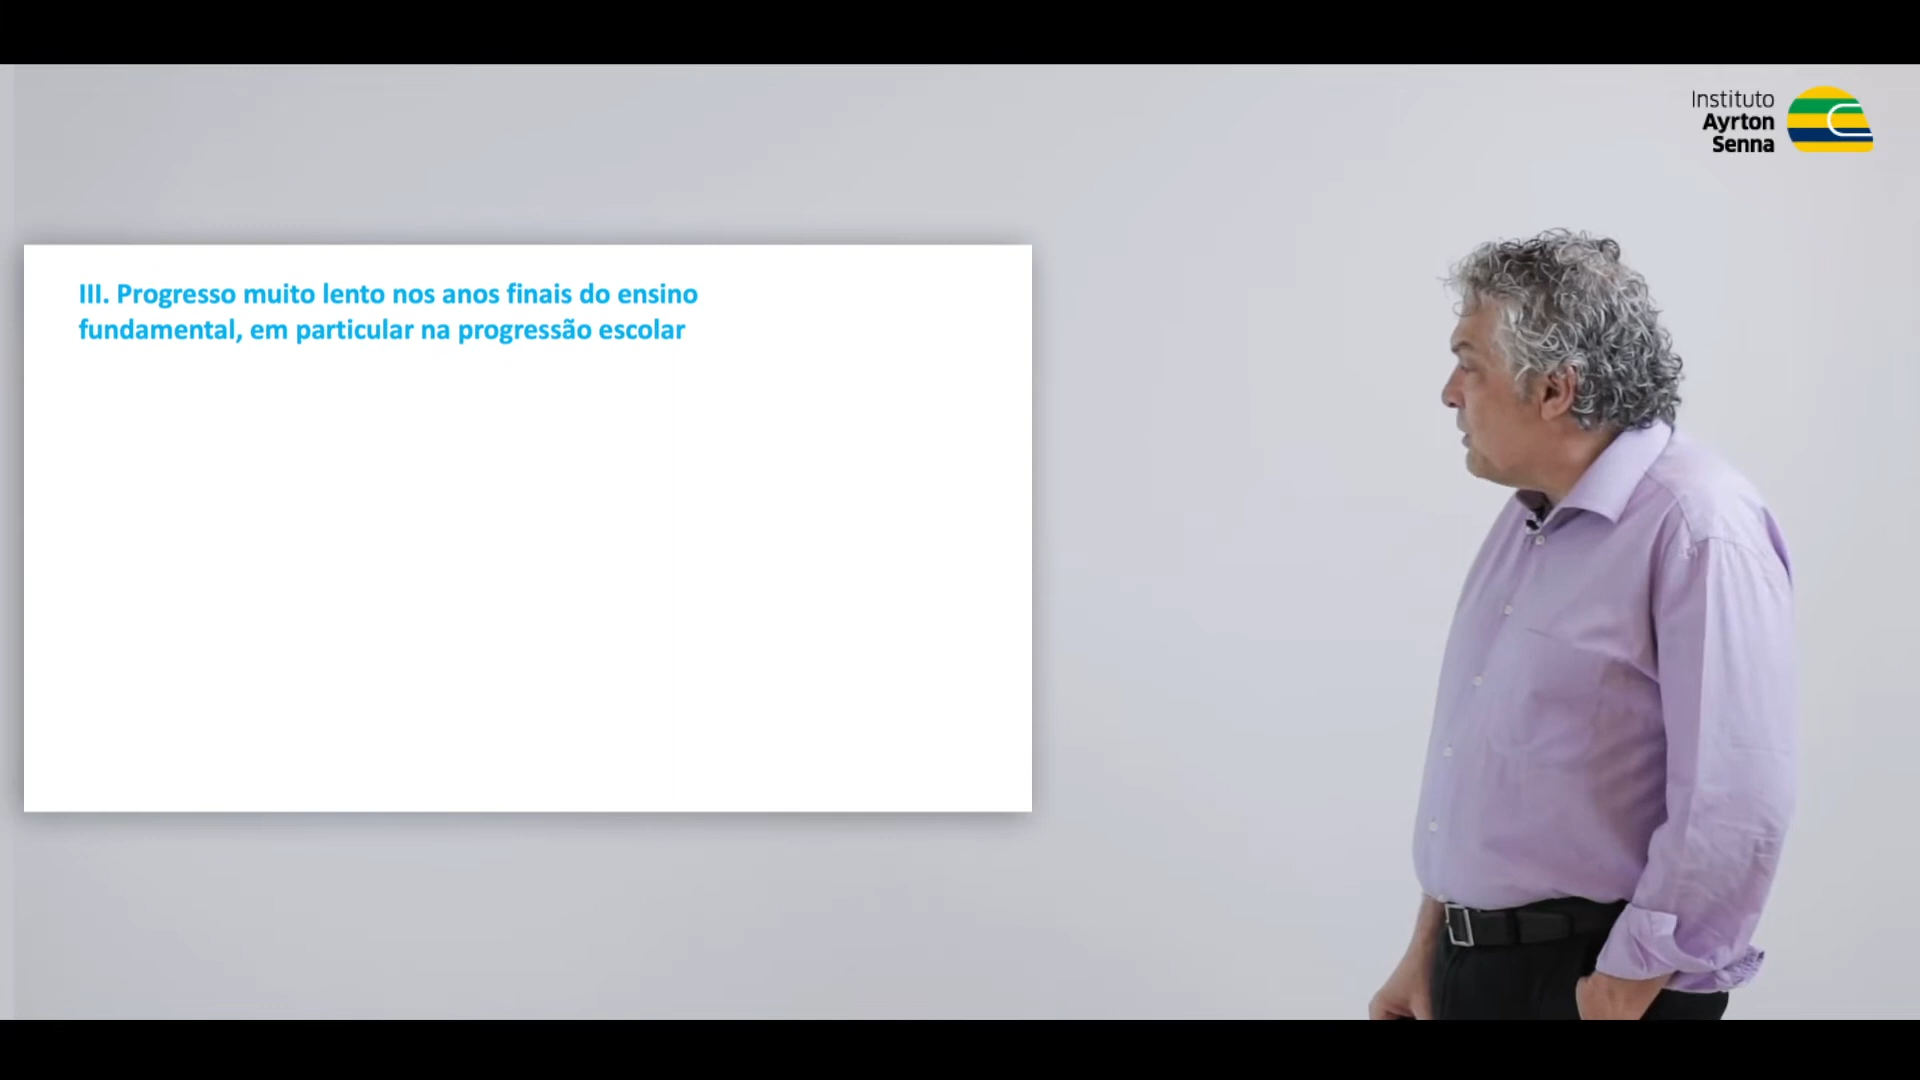 Instituto
Ayrton
Senna
III. Progresso muito lento nos anos finais do ensino
fundamental, em particular na progressão escolar